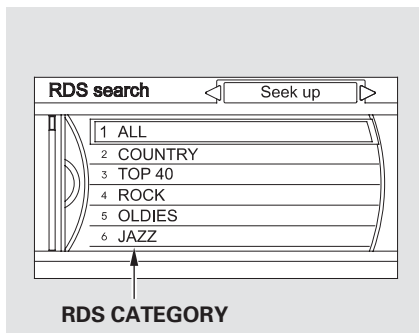 RDS search
Seek up
1 ALL
2 COUNTRY
3 TOP 40
4 ROCK
5 OLDIES
6 JAZZ
RDS CATEGORY